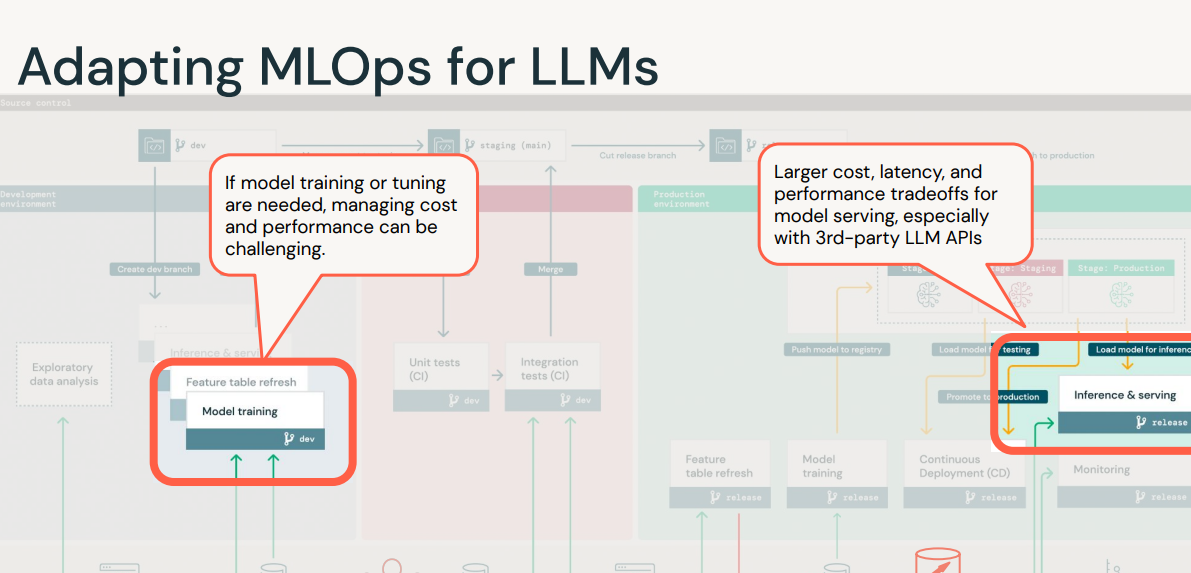 Adapting MLOps for LLMs
Source control
dev
staging (main)
Cut release branch
to production
Development
environment
Production
environment
If model training or tuning
are needed, managing cost
and performance can be
challenging.
Larger cost, latency, and
performance tradeoffs for
model serving, especially
with 3rd-party LLM APIs
Create dev branch
Merge
Stage: Staging
Stage: Production
...
Inference &
Exploratory
data analysis
Feature table refresh
Model training
dev
Unit tests
(CI)
dev
Integration
tests (CI)
dev
Push model to registry
Load model
testing
Load model for inferenc
Promote to production
Inference & serving
release
Feature
table refresh
release
Model
training
release
Continuous
Deployment (CD)
release
Monitoring
release